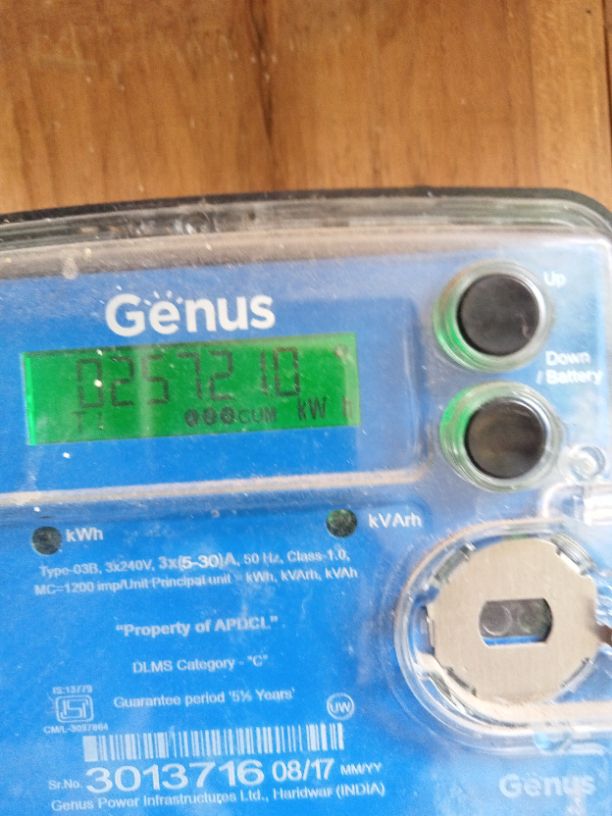 Genus
Up
Down
/ Battery
0257210
CUM kW h
kWh
kVArh
Type-03B, 3x240V, 3x(5-30)A, 50 Hz, Class-1.0,
MC=1200 imp/Unit Principal unit - kWh, kVArh, kVAh
"Property of APDCL"
DLMS Category - "C"
IS:13779
Guarantee period '5½ Years'
UW
Sr.No. 3013716 08/17 MM/YY
Genus Power Infrastructures Ltd., Haridwar (INDIA)
Genus